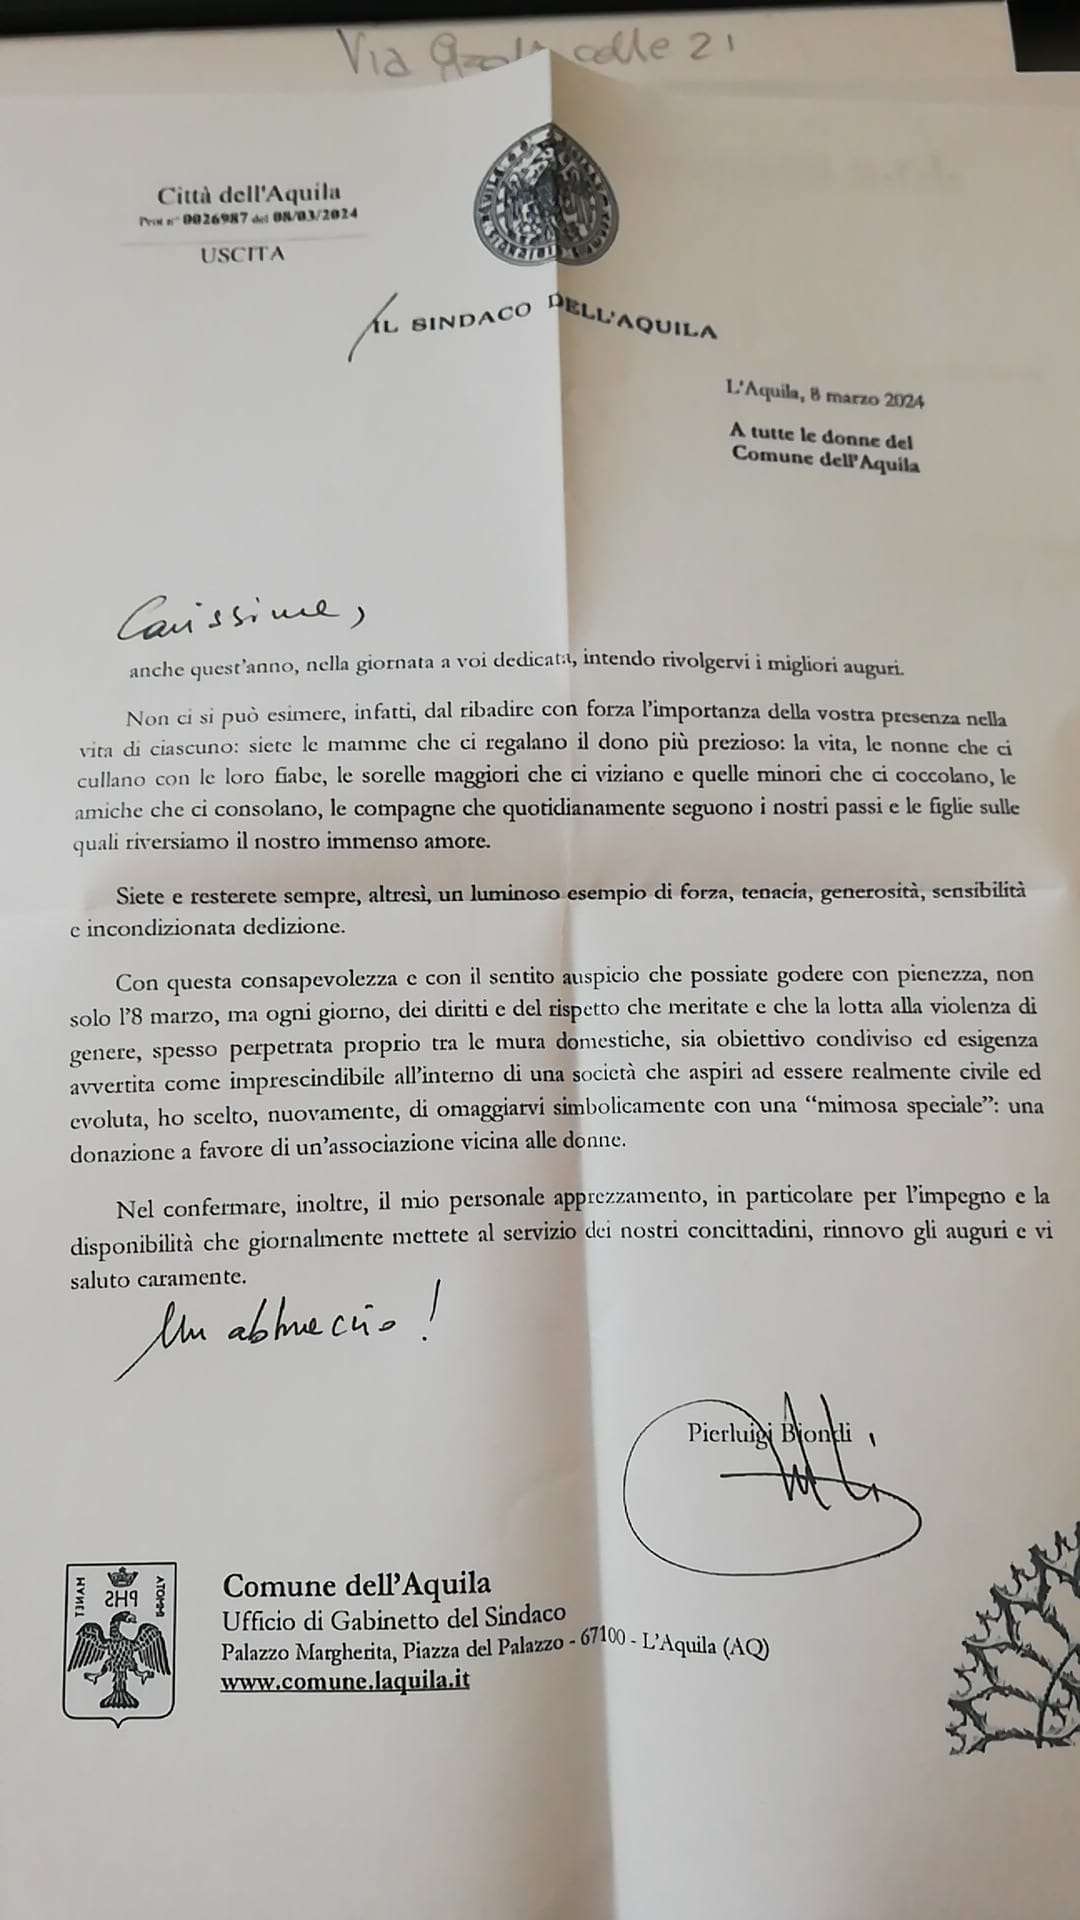 Via colle 21
Città dell'Aquila
Prot n° 0026987 del 08/03/2024
USCITA
IL SINDACO DELL'AQUILA
L'Aquila, 8 marzo 2024
A tutte le donne del
Comune dell'Aquila
Carissime,
anche quest'anno, nella giornata a voi dedicata, intendo rivolgervi i migliori auguri.
Non ci si può esimere, infatti, dal ribadire con forza l'importanza della vostra presenza nella
vita di ciascuno: siete le mamme che ci regalano il dono più prezioso: la vita, le nonne che ci
cullano con le loro fiabe, le sorelle maggiori che ci viziano e quelle minori che ci coccolano, le
amiche che ci consolano, le compagne che quotidianamente seguono i nostri passi e le figlie sulle
quali riversiamo il nostro immenso amore.
Siete e resterete sempre, altresì, un luminoso esempio di forza, tenacia, generosità, sensibilità
e incondizionata dedizione.
Con questa consapevolezza e con il sentito auspicio che possiate godere con pienezza, non
solo l'8 marzo, ma ogni giorno, dei diritti e del rispetto che meritate e che la lotta alla violenza di
genere, spesso perpetrata proprio tra le mura domestiche, sia obiettivo condiviso ed esigenza
avvertita come imprescindibile all'interno di una società che aspiri ad essere realmente civile ed
evoluta, ho scelto, nuovamente, di omaggiarvi simbolicamente con una “mimosa speciale”: una
donazione a favore di un'associazione vicina alle donne.
Nel confermare, inoltre, il mio personale apprezzamento, in particolare per l'impegno e la
disponibilità che giornalmente mettete al servizio dei nostri concittadini, rinnovo gli auguri e vi
saluto caramente.
Un abbraccio!
Pierluigi Biondi
PHS
Comune dell'Aquila
Ufficio di Gabinetto del Sindaco
Palazzo Margherita, Piazza del Palazzo - 67100 - L'Aquila (AQ)
www.comune.laquila.it